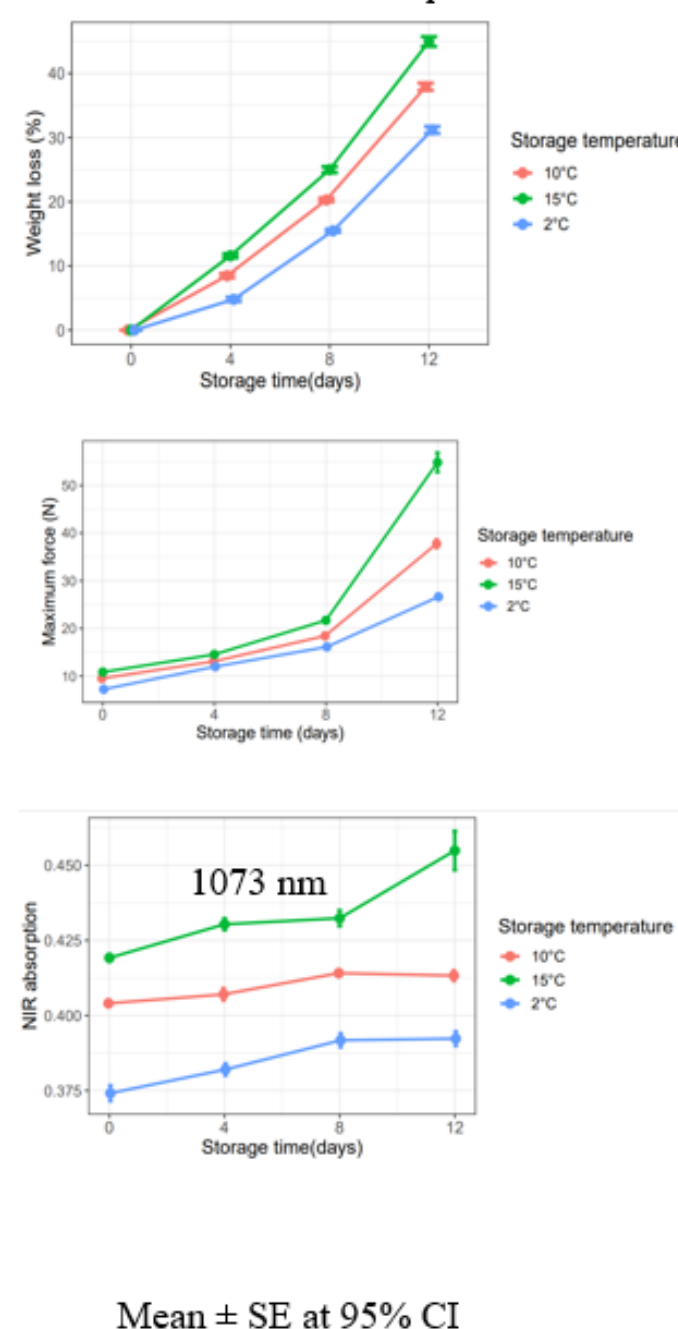 Weight loss (%)
40
30
20
10
0
0 4 8 12
Storage time(days)
Storage temperature
10°C
15°C
2°C
Maximum force (N)
50
40
30
20
10
0 4 8 12
Storage time (days)
Storage temperature
10°C
15°C
2°C
1073 nm
NIR absorption
0.450
0.425
0.400
0.375
0 4 8 12
Storage time(days)
Storage temperature
10°C
15°C
2°C
Mean ± SE at 95% CI